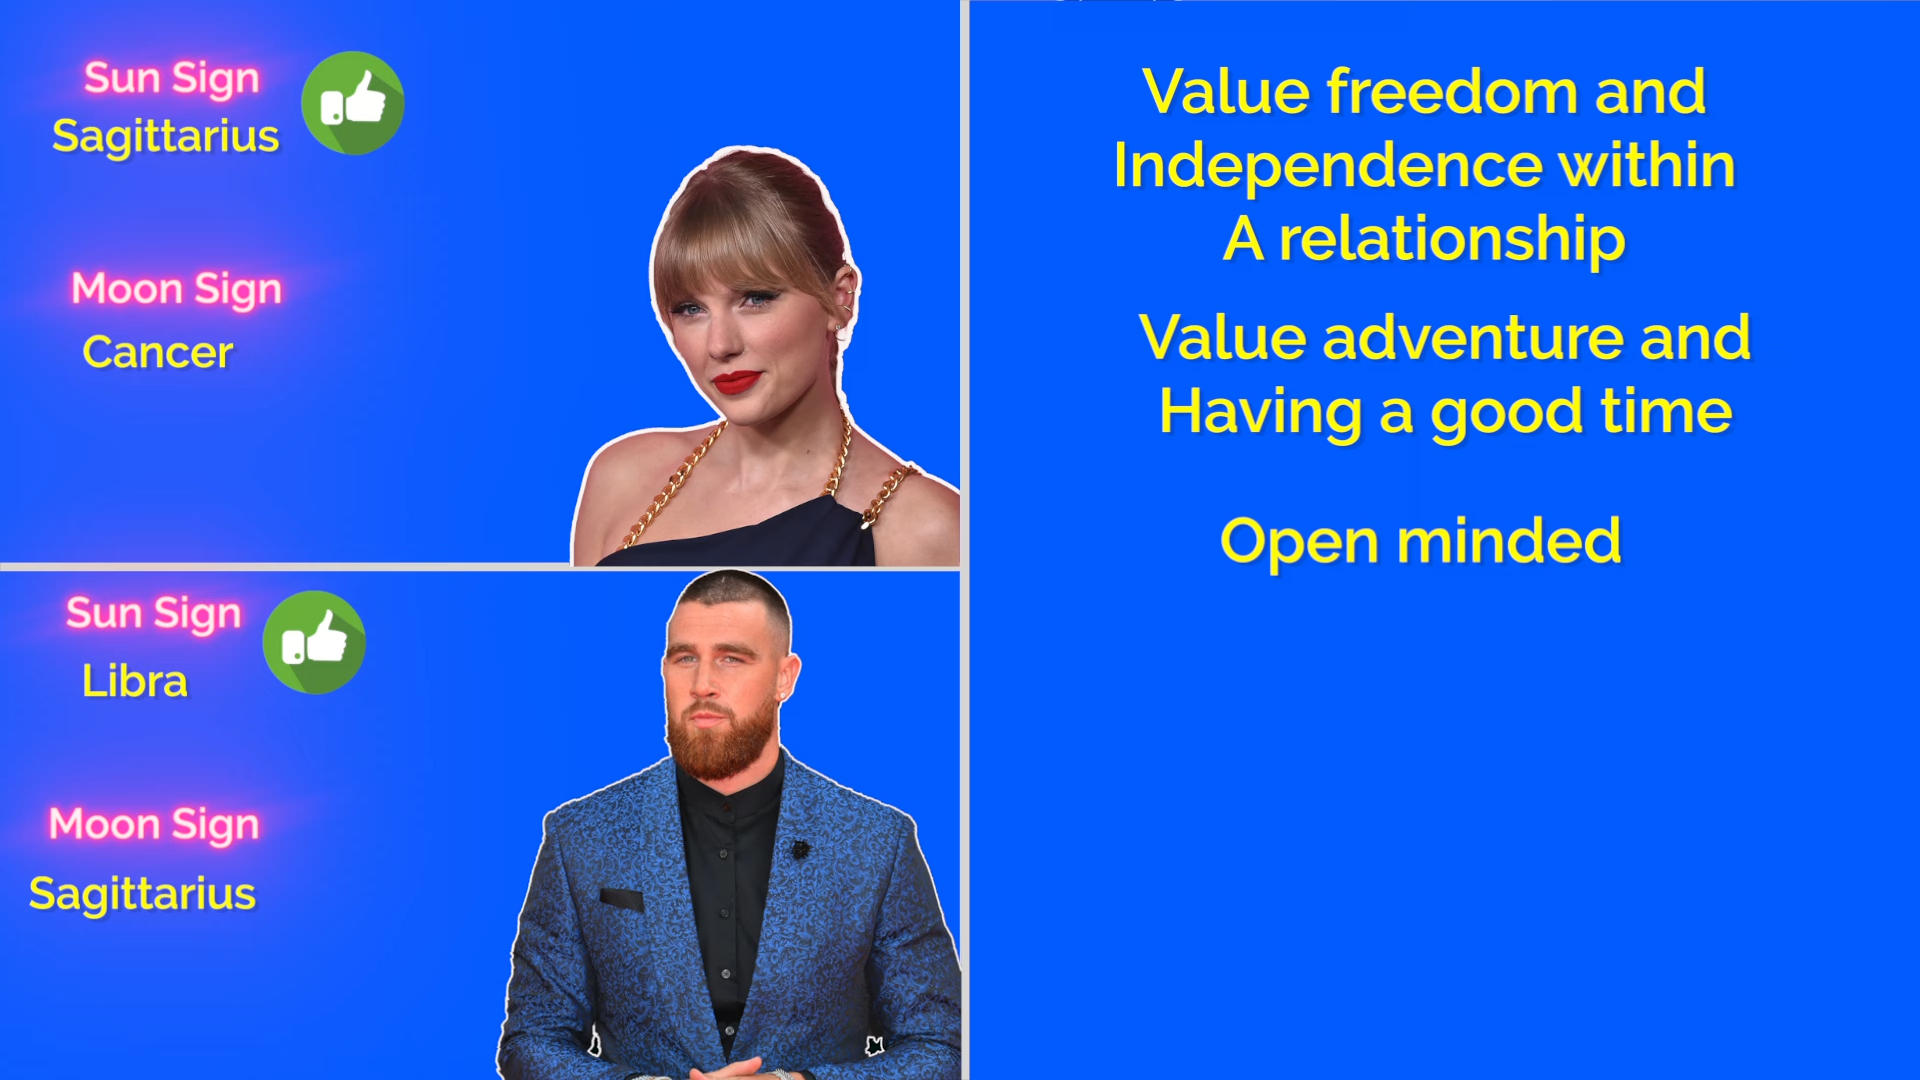 Sun Sign
Sagittarius
Moon Sign
Cancer
Sun Sign
Libra
Moon Sign
Sagittarius
Value freedom and
Independence within
A relationship
Value adventure and
Having a good time
Open minded